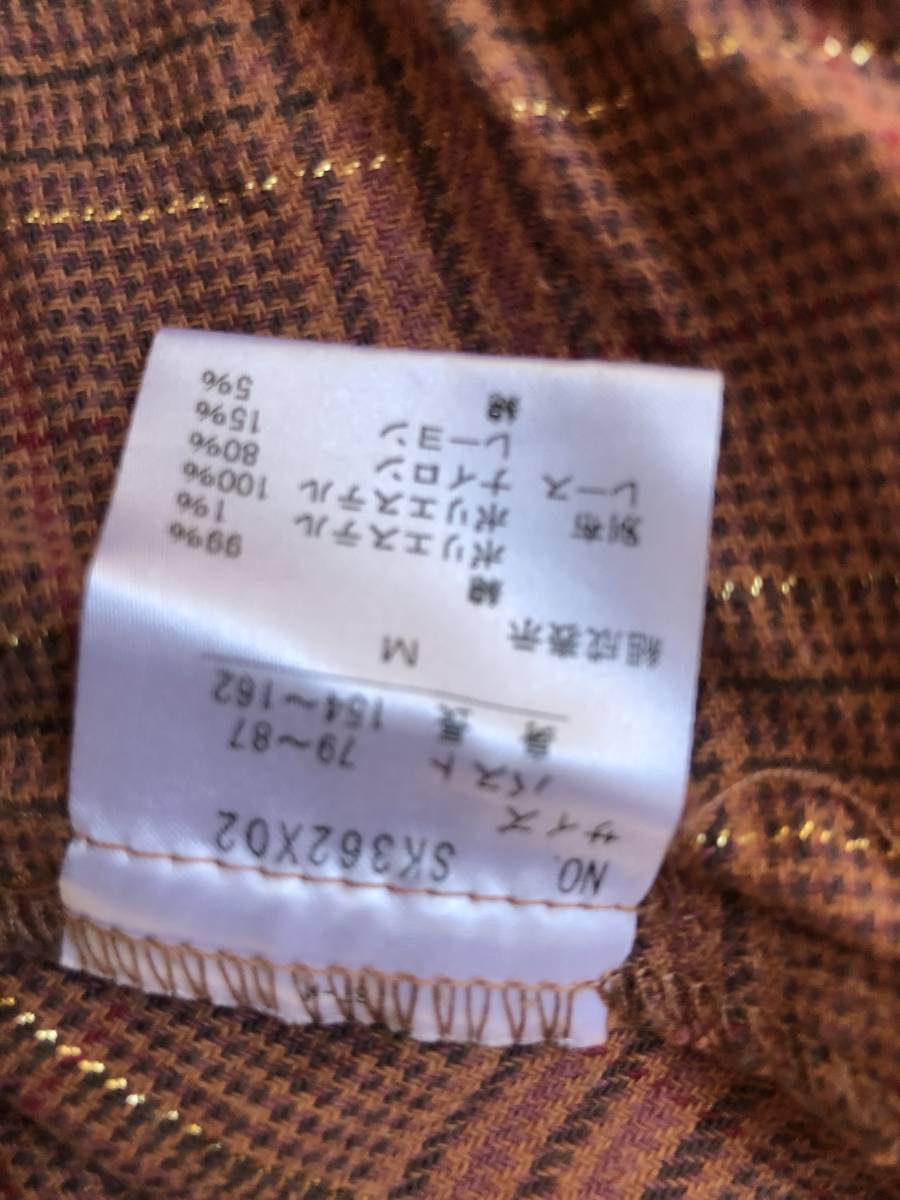 NO. SK362X02
サイズ
バスト 79～87
身長 154～162
M
組成表示
綿 99%
ポリエステル 1%
別布 ポリエステル 100%
レース ナイロン 80%
レーヨン 15%
綿 5%